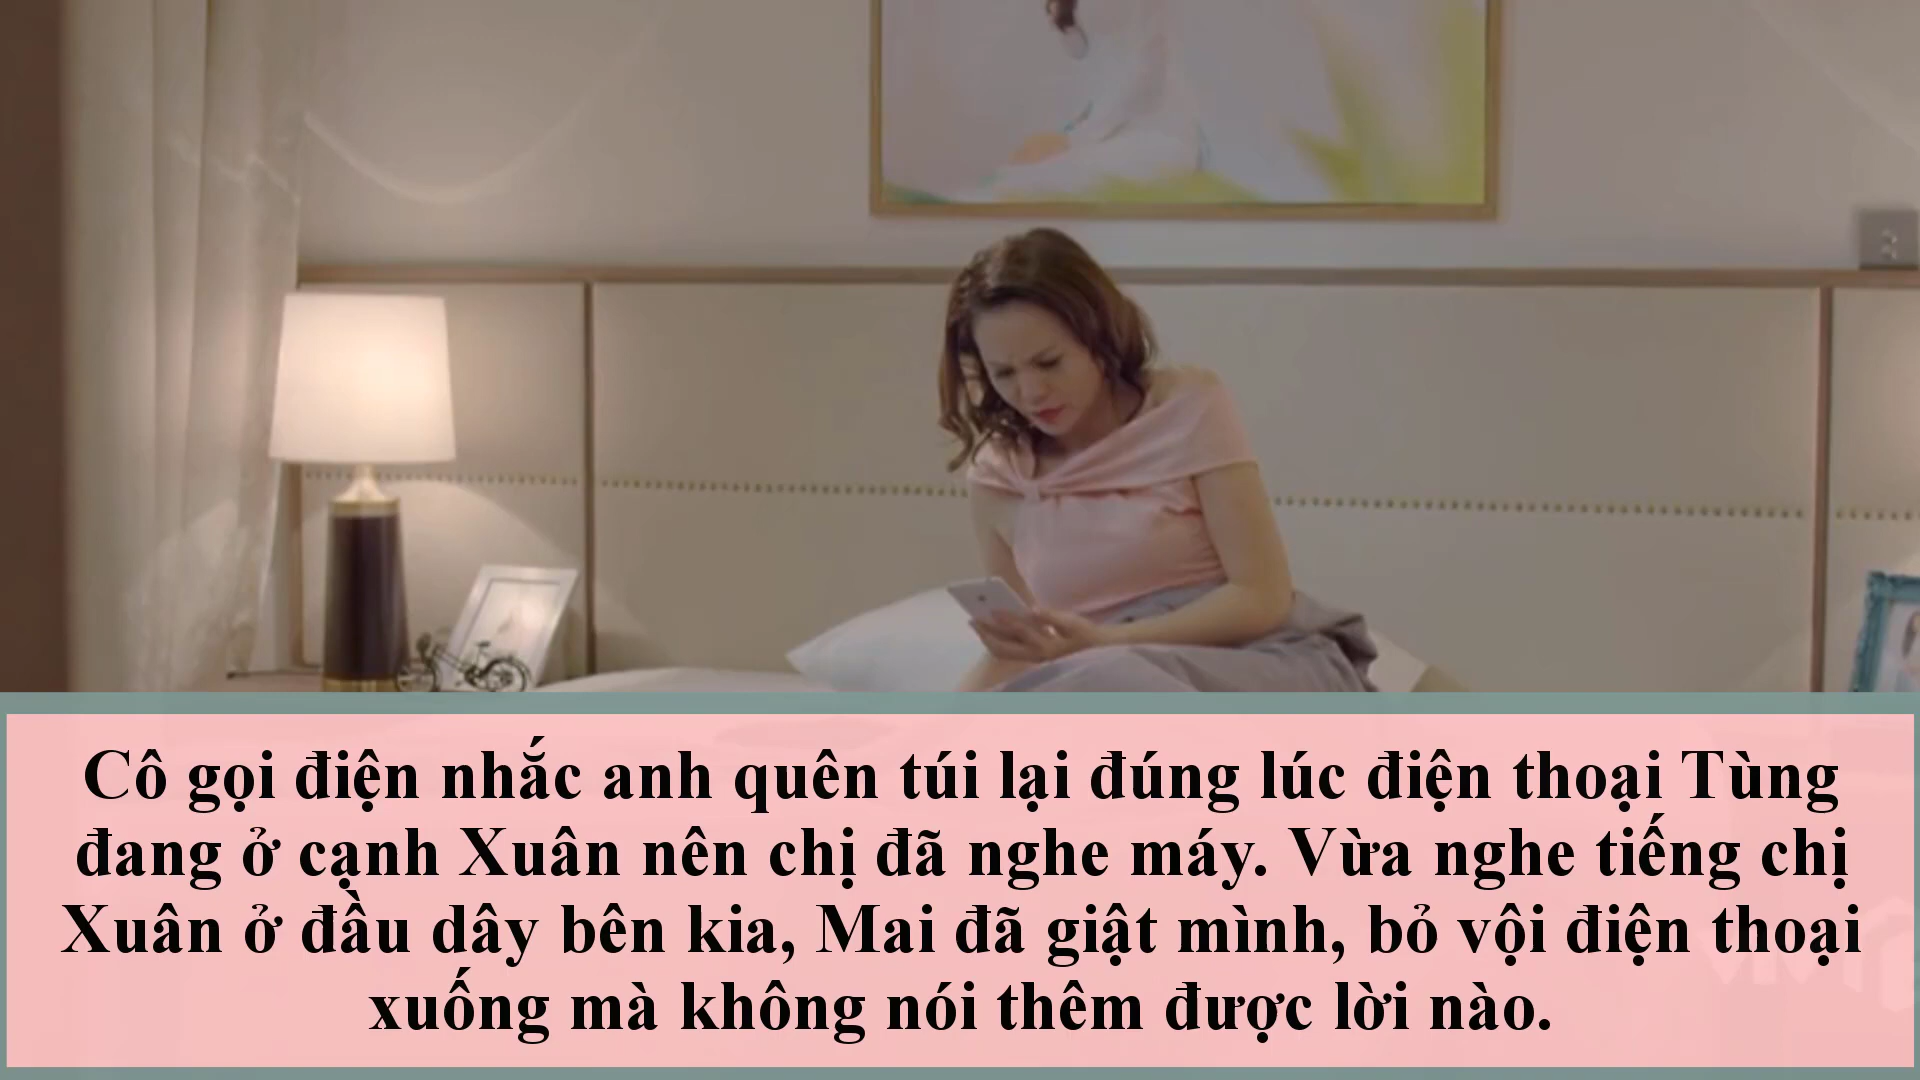 Cô gọi điện nhắc anh quên túi lại đúng lúc điện thoại Tùng
đang ở cạnh Xuân nên chị đã nghe máy. Vừa nghe tiếng chị
Xuân ở đầu dây bên kia, Mai đã giật mình, bỏ vội điện thoại
xuống mà không nói thêm được lời nào.